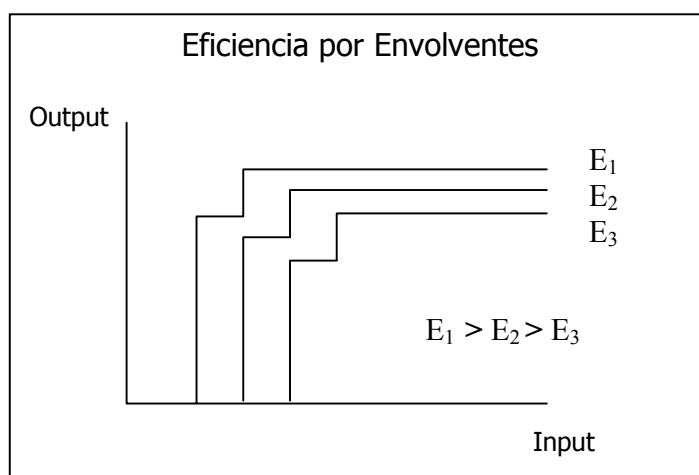 Eficiencia por Envolventes
Output
E₁
E₂
E₃
E₁ > E₂ > E₃
Input